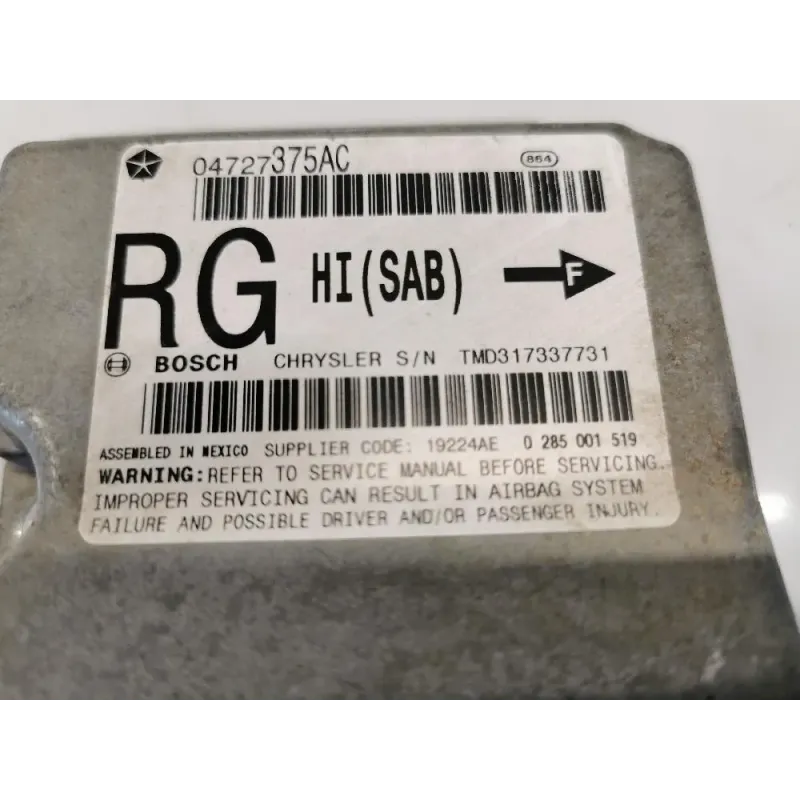 04727375AC 864
RG HI(SAB) F
BOSCH CHRYSLER S/N TMD317337731
ASSEMBLED IN MEXICO SUPPLIER CODE: 19224AE 0 285 001 519
WARNING: REFER TO SERVICE MANUAL BEFORE SERVICING.
IMPROPER SERVICING CAN RESULT IN AIRBAG SYSTEM
FAILURE AND POSSIBLE DRIVER AND/OR PASSENGER INJURY.